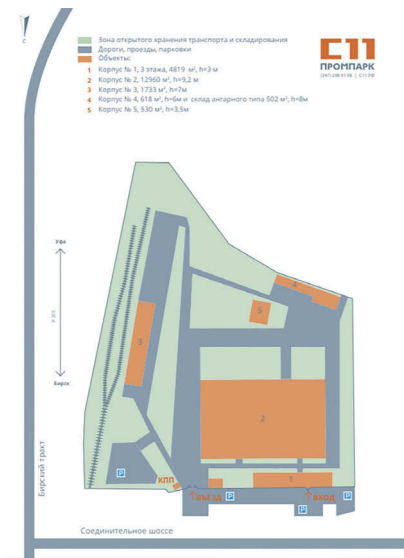 С
Зона открытого хранения транспорта и складирования
Дороги, проезды, парковки
Объекты:
1 Корпус № 1, 3 этажа, 4819 м², h=3 м
2 Корпус № 2, 12960 м², h=9,2 м
3 Корпус № 3, 1733 м², h=7м
4 Корпус № 4, 618 м², h=6м и склад ангарного типа 502 м², h=8м
5 Корпус № 5, 530 м², h=3,5м
С11
ПРОМПАРК
Уфа
Бирск
Бирский тракт
4
5
3
2
1
P
КПП
въезд
P
P
вход
P
Соединительное шоссе